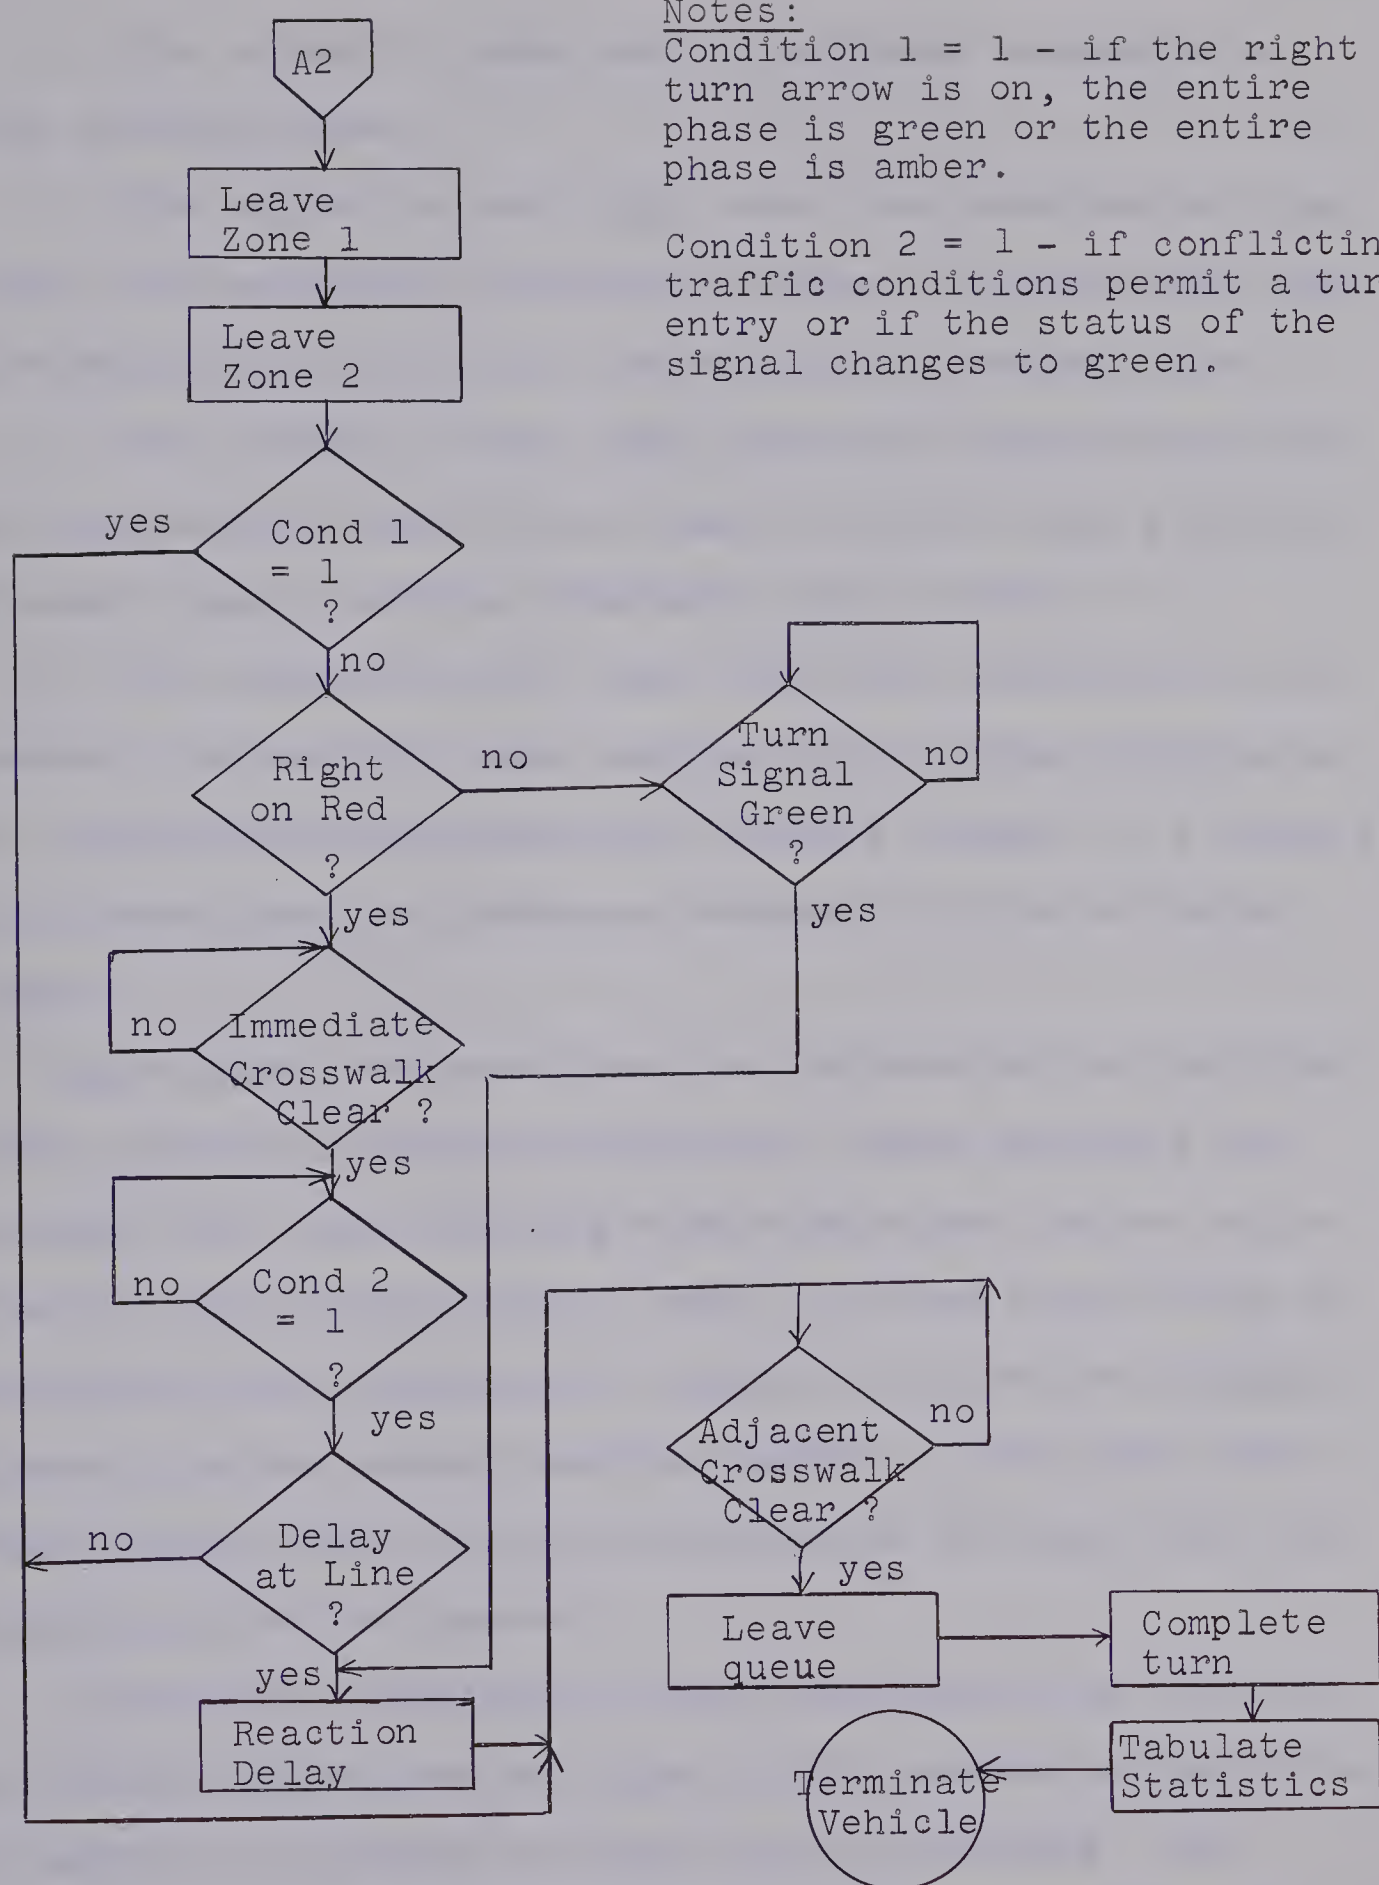 Notes:
Condition 1 = 1 - if the right
turn arrow is on, the entire
phase is green or the entire
phase is amber.
Condition 2 = 1 - if conflictin
traffic conditions permit a tur
entry or if the status of the
signal changes to green.
A2
Leave
Zone 1
Leave
Zone 2
Cond 1
= 1
?
yes
no
Right
on Red
?
no
yes
Turn
Signal
Green
?
no
yes
Immediate
Crosswalk
Clear ?
no
yes
Cond 2
= 1
?
no
yes
Delay
at Line
?
no
yes
Reaction
Delay
Adjacent
Crosswalk
Clear ?
no
yes
Leave
queue
Complete
turn
Tabulate
Statistics
Terminate
Vehicle